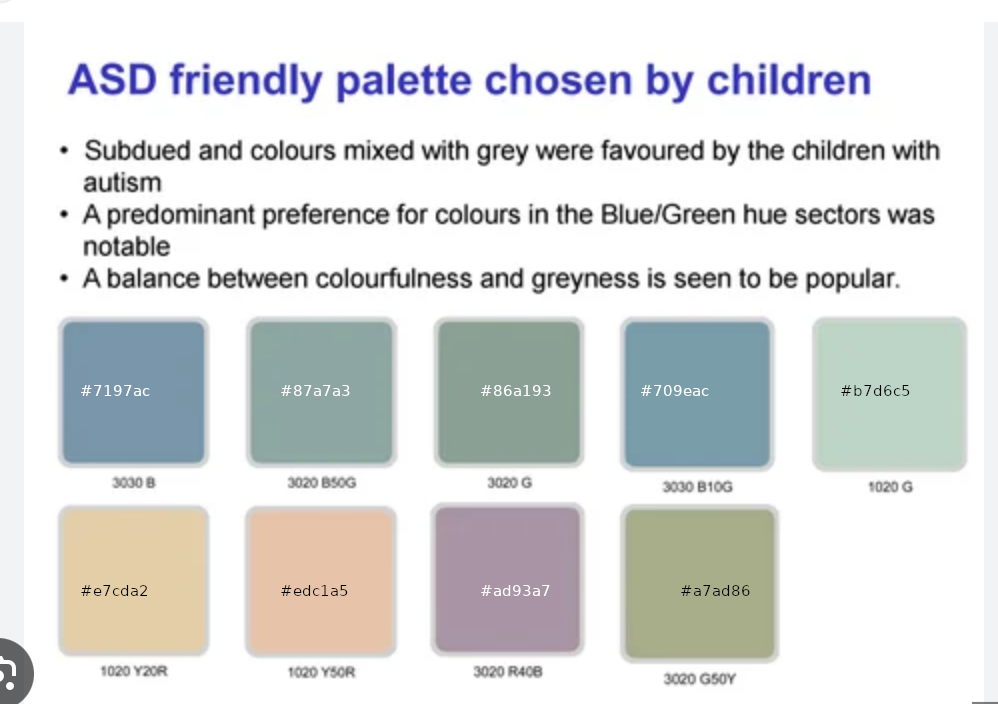 ASD friendly palette chosen by children
• Subdued and colours mixed with grey were favoured by the children with
autism
• A predominant preference for colours in the Blue/Green hue sectors was
notable
• A balance between colourfulness and greyness is seen to be popular.
#7197ac #87a7a3 #86a193 #709eac #b7d6c5
3030 B 3020 B50G 3020 G 3030 B10G 1020 G
#e7cda2 #edc1a5 #ad93a7 #a7ad86
1020 Y20R 1020 Y50R 3020 R40B 3020 G50Y